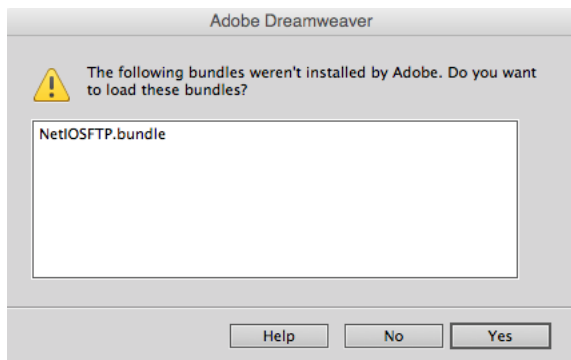 Adobe Dreamweaver
The following bundles weren't installed by Adobe. Do you want
to load these bundles?
NetIOSFTP.bundle
Help
No
Yes